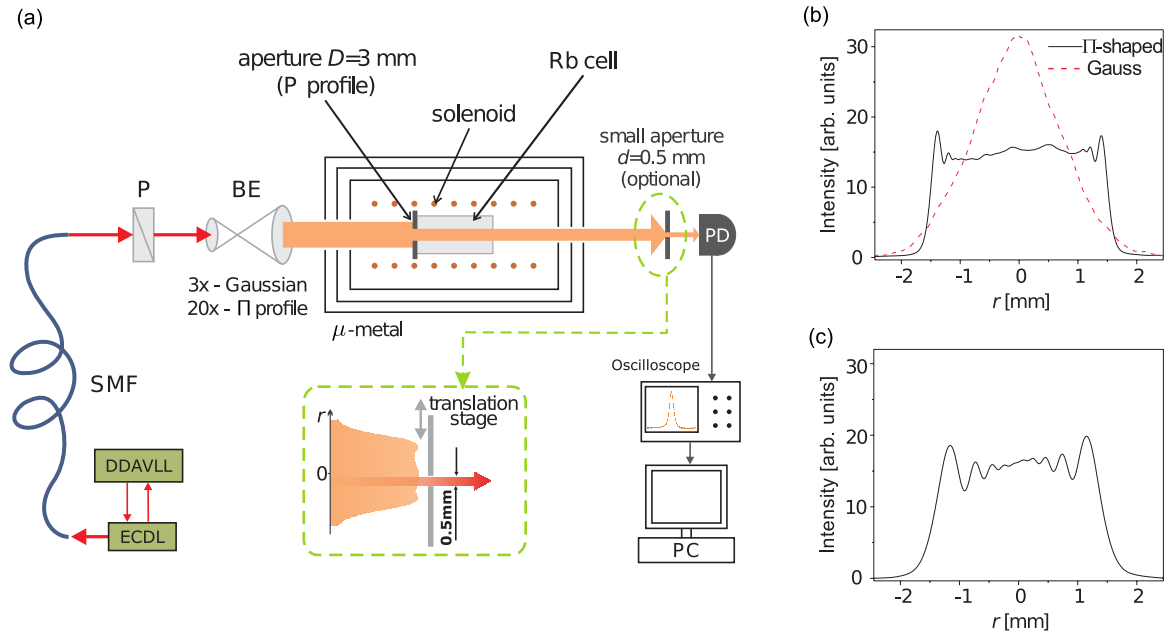 (a)
aperture D=3 mm
(P profile)
Rb cell
solenoid
small aperture
d=0.5 mm
(optional)
P
BE
PD
3x - Gaussian
20x - Π profile
μ-metal
SMF
Oscilloscope
translation
stage
r
0
0.5mm
DDAVLL
ECDL
PC
(b)
Intensity [arb. units]
30
20
10
0
Π-shaped
Gauss
-2
-1
0
1
2
r [mm]
(c)
Intensity [arb. units]
30
20
10
0
-2
-1
0
1
2
r [mm]